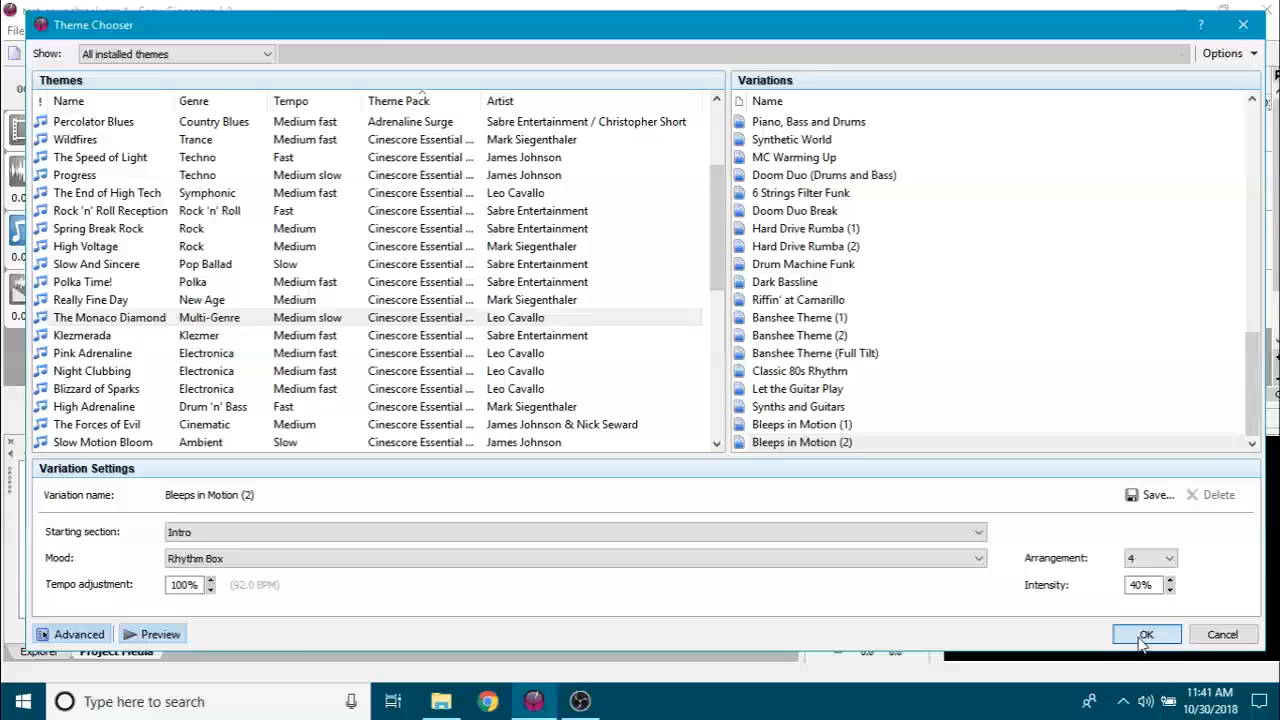 Theme Chooser
Show: All installed themes Options
Themes
! Name Genre Tempo Theme Pack Artist
Percolator Blues Country Blues Medium fast Adrenaline Surge Sabre Entertainment / Christopher Short
Wildfires Trance Medium fast Cinescore Essential ... Mark Siegenthaler
The Speed of Light Techno Fast Cinescore Essential ... James Johnson
Progress Techno Medium slow Cinescore Essential ... James Johnson
The End of High Tech Symphonic Medium fast Cinescore Essential ... Leo Cavallo
Rock 'n' Roll Reception Rock 'n' Roll Fast Cinescore Essential ... Sabre Entertainment
Spring Break Rock Rock Medium Cinescore Essential ... Sabre Entertainment
High Voltage Rock Medium Cinescore Essential ... Mark Siegenthaler
Slow And Sincere Pop Ballad Slow Cinescore Essential ... Sabre Entertainment
Polka Time! Polka Medium fast Cinescore Essential ... Sabre Entertainment
Really Fine Day New Age Medium Cinescore Essential ... Mark Siegenthaler
The Monaco Diamond Multi-Genre Medium slow Cinescore Essential ... Leo Cavallo
Klezmerada Klezmer Medium fast Cinescore Essential ... Sabre Entertainment
Pink Adrenaline Electronica Medium fast Cinescore Essential ... Leo Cavallo
Night Clubbing Electronica Medium fast Cinescore Essential ... Leo Cavallo
Blizzard of Sparks Electronica Medium fast Cinescore Essential ... Leo Cavallo
High Adrenaline Drum 'n' Bass Fast Cinescore Essential ... Mark Siegenthaler
The Forces of Evil Cinematic Medium Cinescore Essential ... James Johnson & Nick Seward
Slow Motion Bloom Ambient Slow Cinescore Essential ... James Johnson
Variations
Name
Piano, Bass and Drums
Synthetic World
MC Warming Up
Doom Duo (Drums and Bass)
6 Strings Filter Funk
Doom Duo Break
Hard Drive Rumba (1)
Hard Drive Rumba (2)
Drum Machine Funk
Dark Bassline
Riffin' at Camarillo
Banshee Theme (1)
Banshee Theme (2)
Banshee Theme (Full Tilt)
Classic 80s Rhythm
Let the Guitar Play
Synths and Guitars
Bleeps in Motion (1)
Bleeps in Motion (2)
Variation Settings
Variation name: Bleeps in Motion (2) Save... Delete
Starting section: Intro
Mood: Rhythm Box Arrangement: 4
Tempo adjustment: 100% (92.0 BPM) Intensity: 40%
Advanced Preview OK Cancel
Explorer Project Media
Type here to search
11:41 AM
10/30/2018